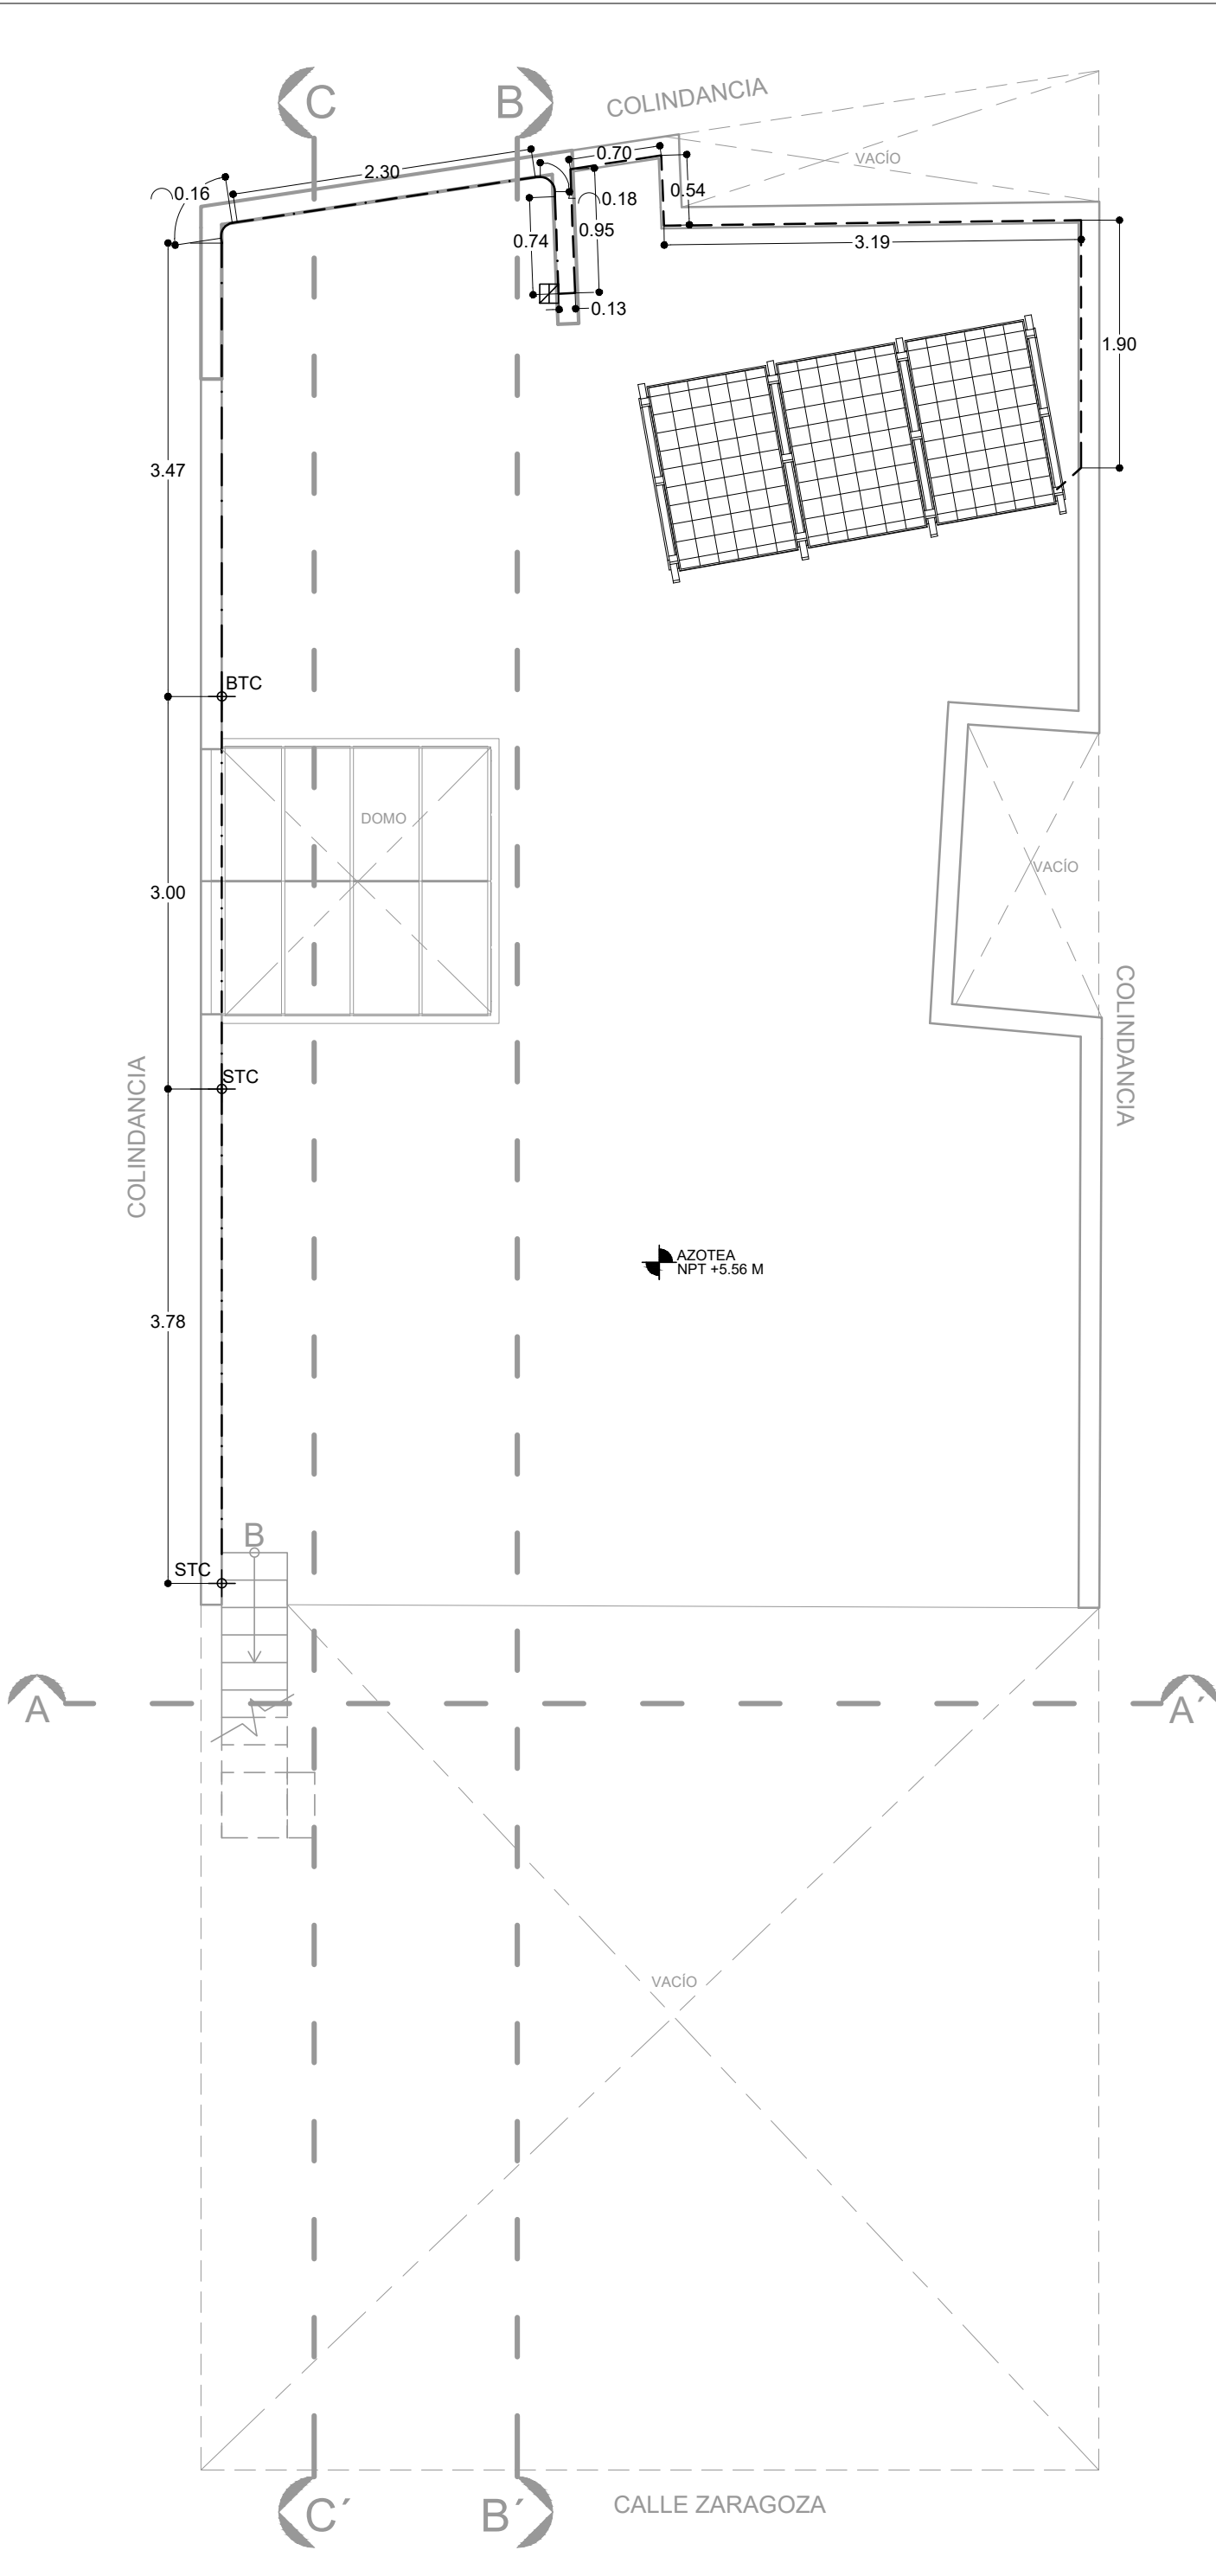 C
B
COLINDANCIA
VACÍO
2.30
0.70
0.16
0.18
0.54
0.74
0.95
3.19
0.13
1.90
3.47
BTC
DOMO
VACÍO
3.00
COLINDANCIA
STC
COLINDANCIA
AZOTEA
NPT +5.56 M
3.78
B
STC
A
A´
VACÍO
C´
B´
CALLE ZARAGOZA